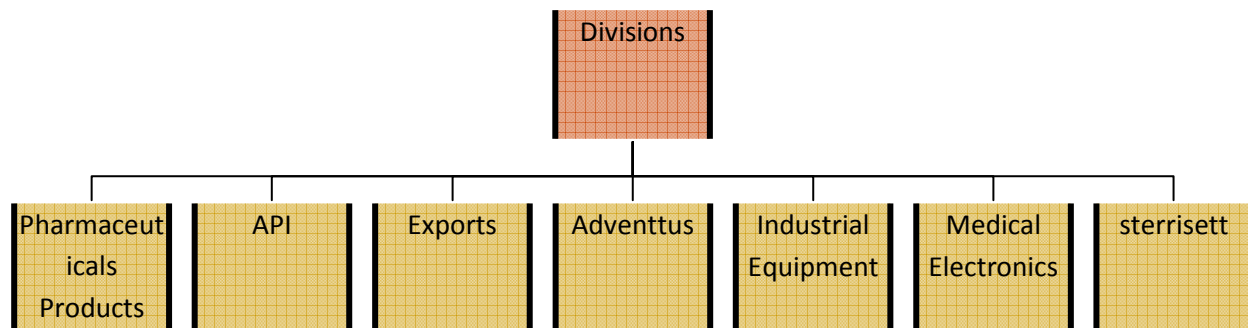 Divisions
Pharmaceut
icals
Products
API
Exports
Adventtus
Industrial
Equipment
Medical
Electronics
sterrisett